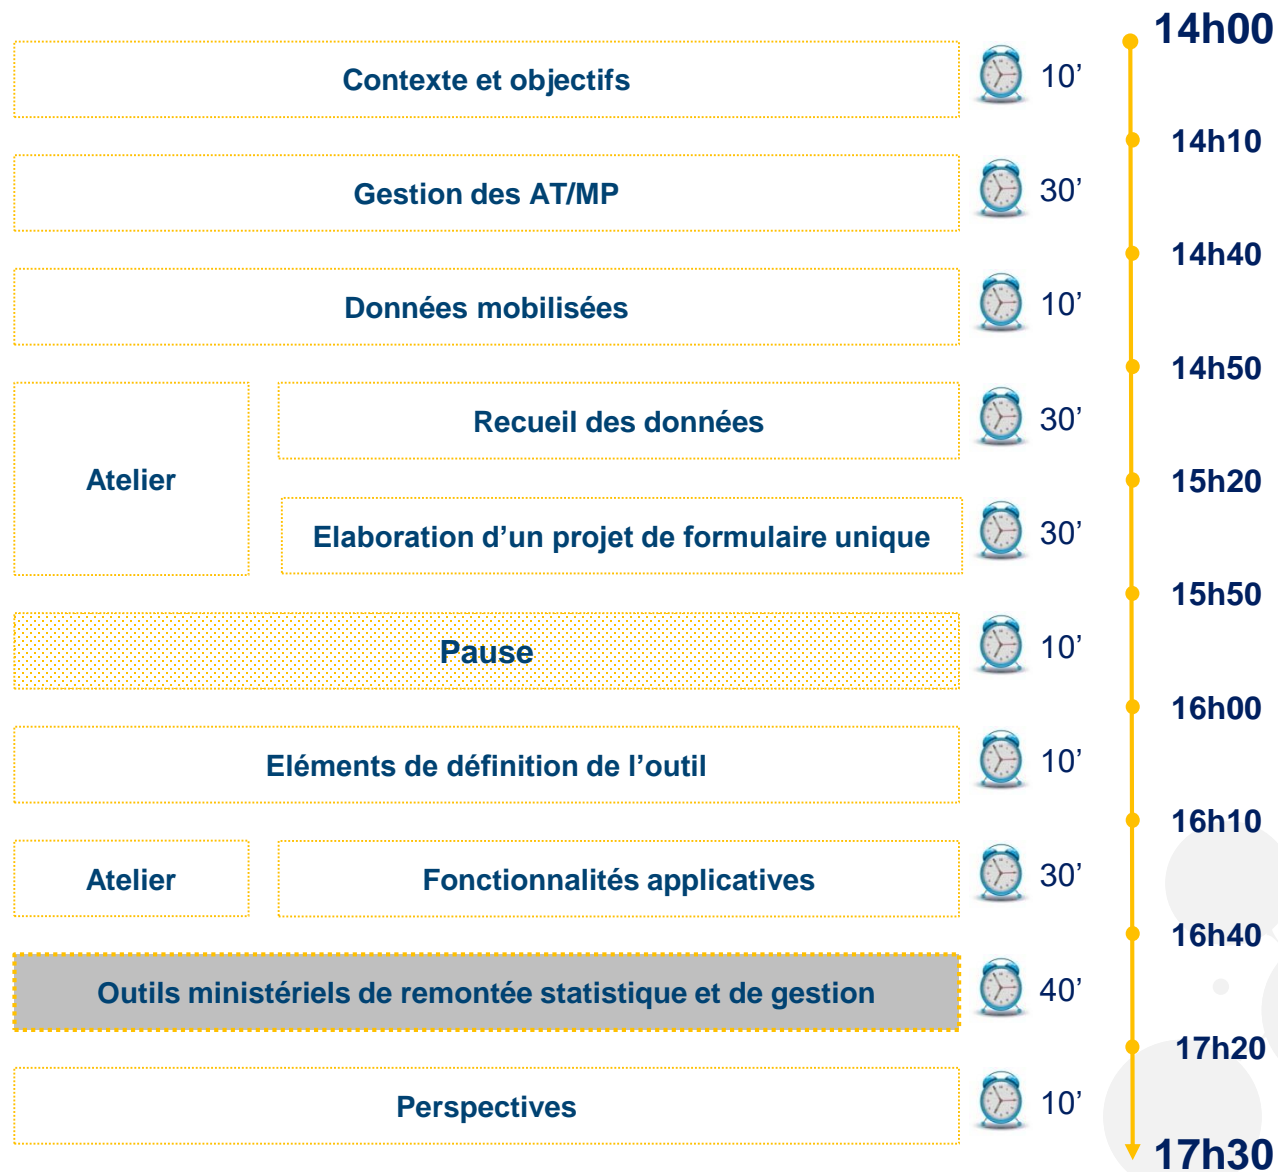 14h00
Contexte et objectifs
10’
14h10
Gestion des AT/MP
30’
14h40
Données mobilisées
10’
14h50
Atelier
Recueil des données
30’
15h20
Elaboration d’un projet de formulaire unique
30’
15h50
Pause
10’
16h00
Eléments de définition de l’outil
10’
16h10
Atelier
Fonctionnalités applicatives
30’
16h40
Outils ministériels de remontée statistique et de gestion
40’
17h20
Perspectives
10’
17h30